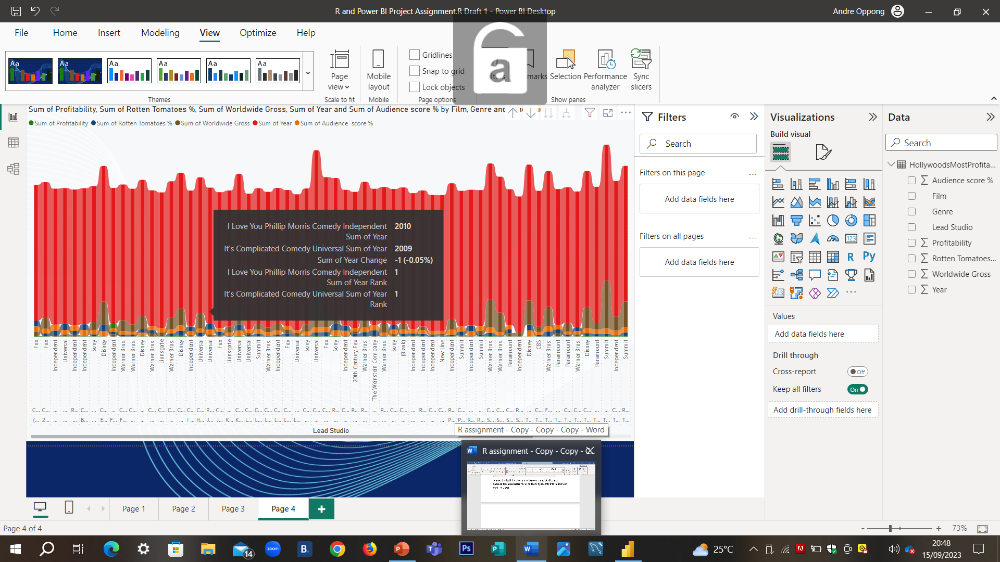 R and Power BI Project Assignment.R Draft 1 - Power BI Desktop
Andre Oppong
File Home Insert Modeling View Optimize Help
Aa Aa Aa Aa Aa Aa
Themes
Page view
Scale to fit
Mobile layout
Mobile
Gridlines
Snap to grid
Lock objects
Page options
a
Selection
Performance analyzer
Sync slicers
Show panes
Sum of Profitability, Sum of Rotten Tomatoes %, Sum of Worldwide Gross, Sum of Year and Sum of Audience score % by Film, Genre and
Sum of Profitability Sum of Rotten Tomatoes % Sum of Worldwide Gross Sum of Year Sum of Audience score %
I Love You Phillip Morris Comedy Independent 2010
Sum of Year
It's Complicated Comedy Universal Sum of Year 2009
Sum of Year Change -1 (-0.05%)
I Love You Phillip Morris Comedy Independent 1
Sum of Year Rank
It's Complicated Comedy Universal Sum of Year 1
Rank
Fox
Fox
Independent
Universal
Independent
Independent
Sony
Disney
Independent
Warner Bros.
Warner Bros.
Disney
Warner Bros.
Lionsgate
Warner Bros.
Disney
Independent
Universal
Universal
Fox
Lionsgate
Universal
Universal
Summit
Warner Bros.
Independent
Fox
Universal
Sony
Universal
Fox
Sony
Independent
20th Century Fox
Warner Bros.
The Weinstein Company
Warner Bros.
Sony
(Blank)
Independent
Independent
Independent
New Line
Independent
Summit
Independent
Summit
Warner Bros.
Warner Bros.
Paramount
Independent
Disney
CBS
Warner Bros.
Paramount
Paramount
Warner Bros.
Disney
Paramount
Summit
Independent
Summit
Lead Studio
R assignment - Copy - Copy - Copy - Word
R assignment - Copy - Copy -
Filters
Search
Filters on this page
...
Add data fields here
Filters on all pages
...
Add data fields here
Visualizations
Build visual
123
R
Py
123
...
Values
Add data fields here
Drill through
Cross-report Off
Keep all filters On
Add drill-through fields here
Data
Search
HollywoodsMostProfita...
Audience score %
Film
Genre
Lead Studio
Profitability
Rotten Tomatoes...
Worldwide Gross
Year
Page 1 Page 2 Page 3 Page 4 +
Page 4 of 4
- + 73%
14
zoom
B.
P
Ps
P
W
25°C
20:48
15/09/2023